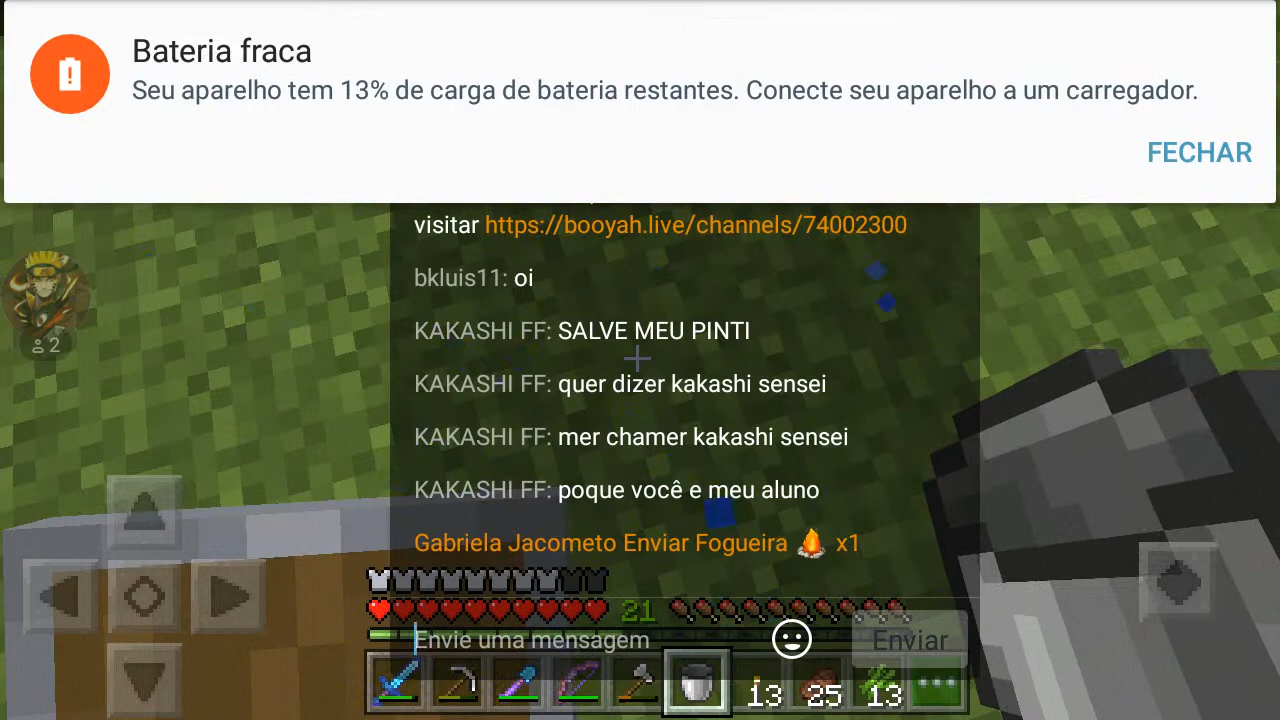 Bateria fraca
Seu aparelho tem 13% de carga de bateria restantes. Conecte seu aparelho a um carregador.
FECHAR
visitar https://booyah.live/channels/74002300
bkluis11: oi
KAKASHI FF: SALVE MEU PINTI
2
KAKASHI FF: quer dizer kakashi sensei
KAKASHI FF: mer chamer kakashi sensei
KAKASHI FF: poque você e meu aluno
Gabriela Jacometo Enviar Fogueira 🔥 x1
21
Envie uma mensagem
Enviar
13 25 13